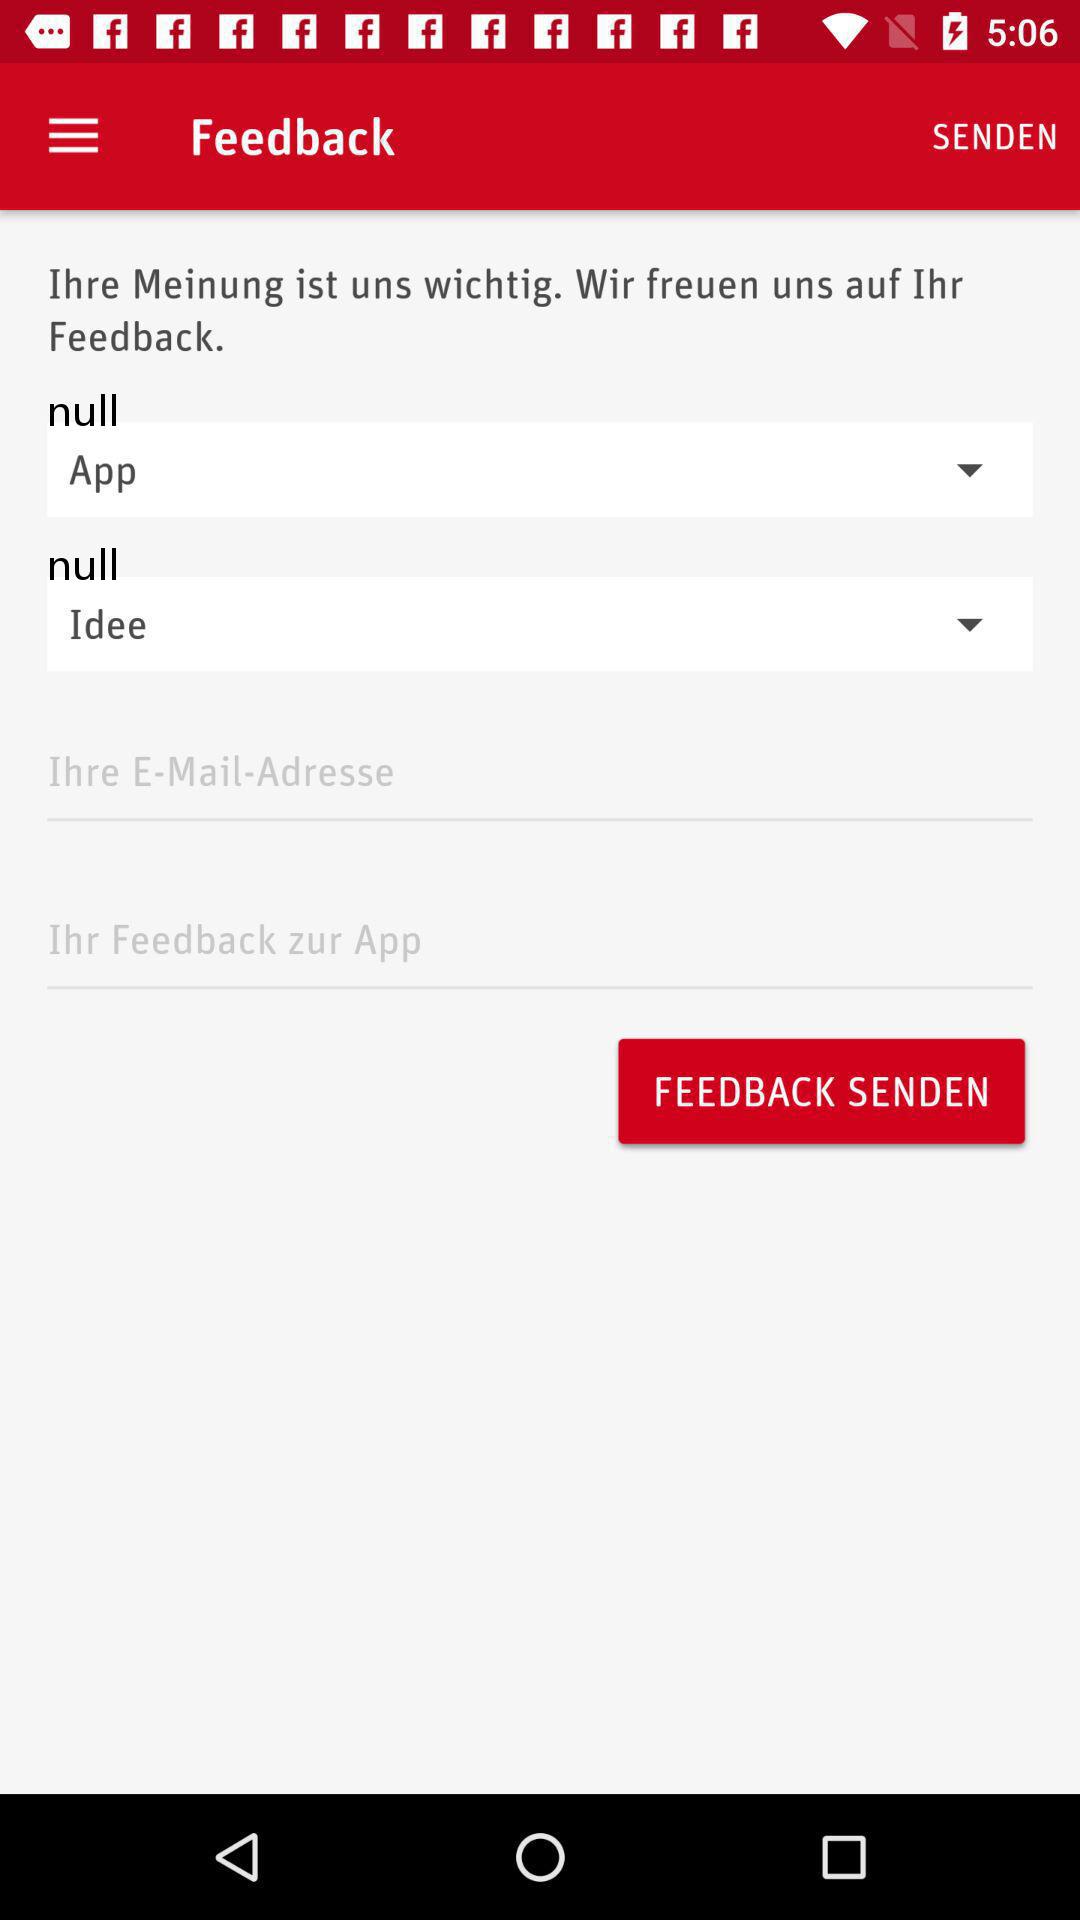 5:06
Feedback
SENDEN
Ihre Meinung ist uns wichtig. Wir freuen uns auf Ihr
Feedback.
null
App
null
Idee
Ihre E-Mail-Adresse
Ihr Feedback zur App
FEEDBACK SENDEN